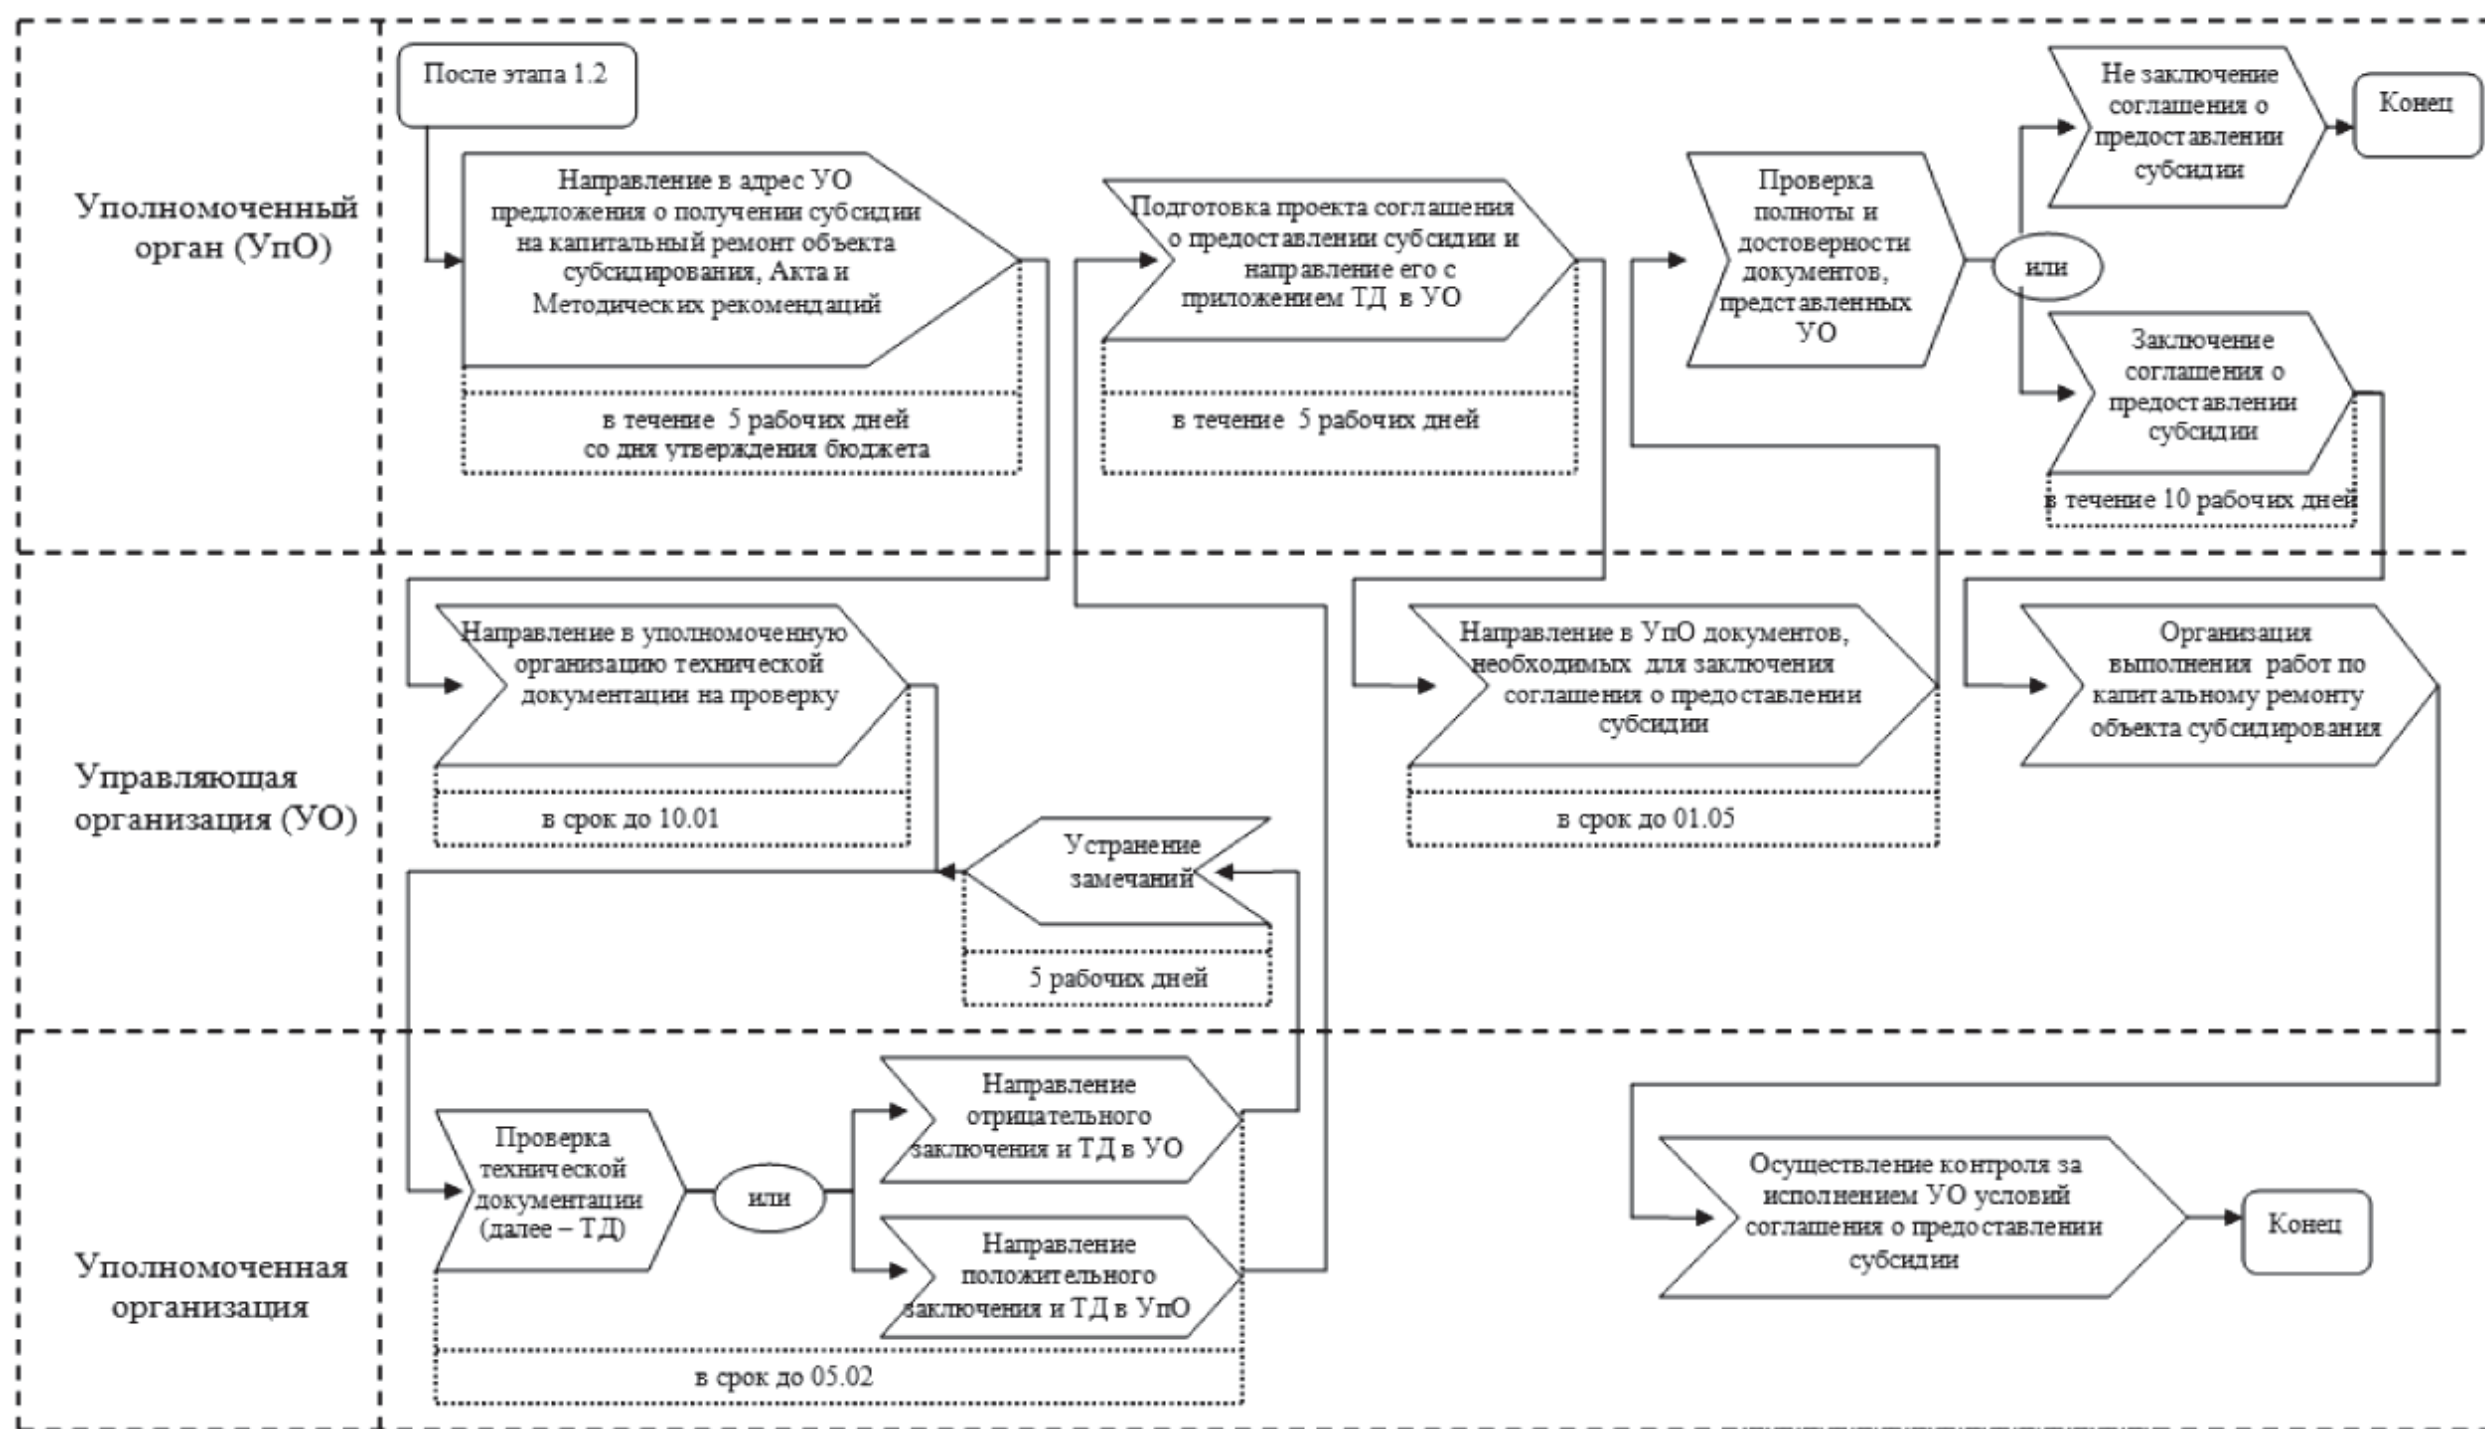 Уполномоченный
орган (УпО)
После этапа 1.2
Направление в адрес УО
предложения о получении субсидии
на капитальный ремонт объекта
субсидирования, Акта и
Методических рекомендаций
в течение 5 рабочих дней
со дня утверждения бюджета
Подготовка проекта соглашения
о предоставлении субсидии и
направление его с
приложением ТД в УО
в течение 5 рабочих дней
Проверка
полноты и
достоверности
документов,
представленных
УО
или
Не заключение
соглашения о
предоставлении
субсидии
Конец
Заключение
соглашения о
предоставлении
субсидии
в течение 10 рабочих дней
Управляющая
организация (УО)
Направление в уполномоченную
организацию технической
документации на проверку
в срок до 10.01
Устранение
замечаний
5 рабочих дней
Направление в УпО документов,
необходимых для заключения
соглашения о предоставлении
субсидии
в срок до 01.05
Организация
выполнения работ по
капитальному ремонту
объекта субсидирования
Уполномоченная
организация
Проверка
технической
документации
(далее – ТД)
или
Направление
отрицательного
заключения и ТД в УО
Направление
положительного
заключения и ТД в УпО
в срок до 05.02
Осуществление контроля за
исполнением УО условий
соглашения о предоставлении
субсидии
Конец